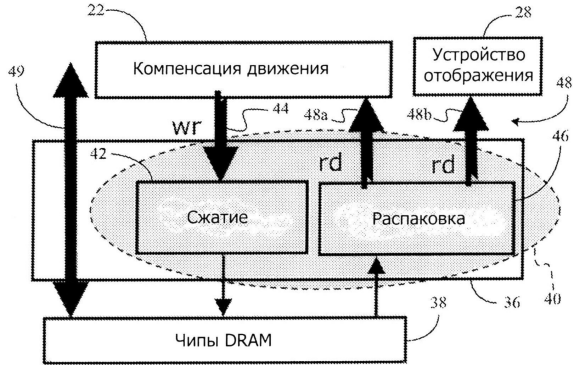 22
28
Устройство
отображения
Компенсация движения
49
44
48a
48b
48
wr
rd
rd
42
46
Сжатие
Распаковка
40
36
38
Чипы DRAM